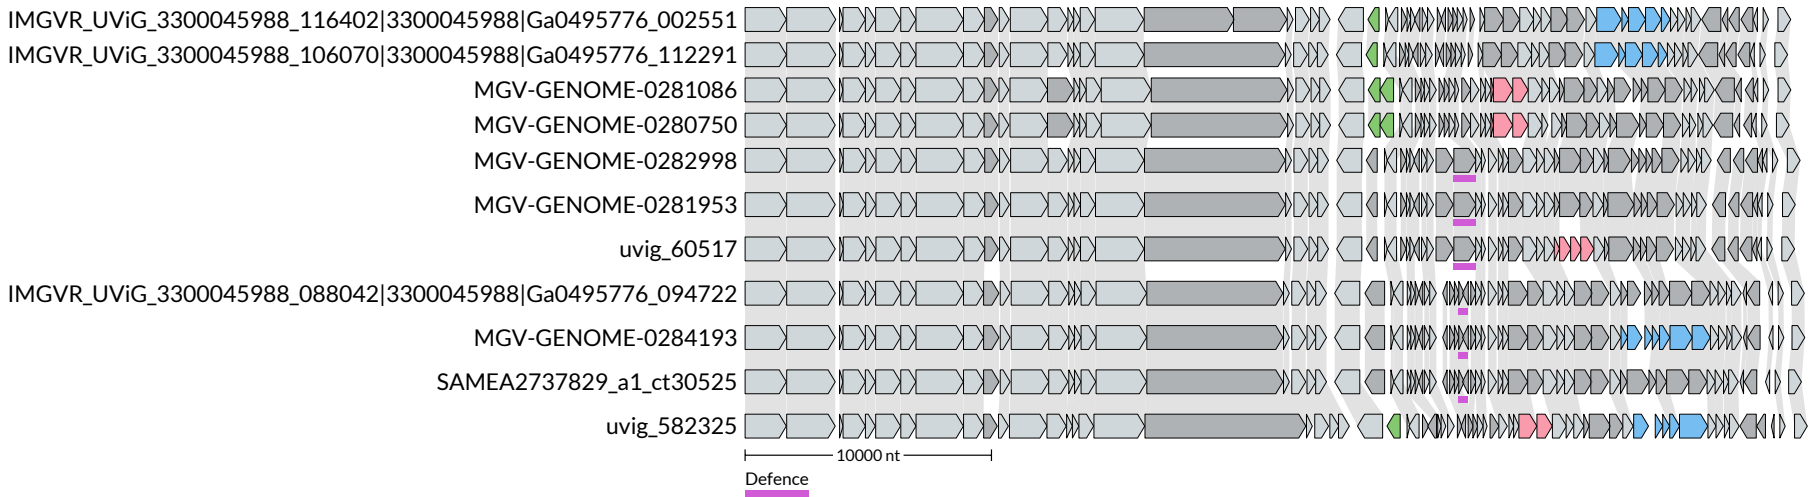 IMGVR_UViG_3300045988_116402|3300045988|Ga0495776_002551
IMGVR_UViG_3300045988_106070|3300045988|Ga0495776_112291
MGV-GENOME-0281086
MGV-GENOME-0280750
MGV-GENOME-0282998
MGV-GENOME-0281953
uvig_60517
IMGVR_UViG_3300045988_088042|3300045988|Ga0495776_094722
MGV-GENOME-0284193
SAMEA2737829_a1_ct30525
uvig_582325
10000 nt
Defence